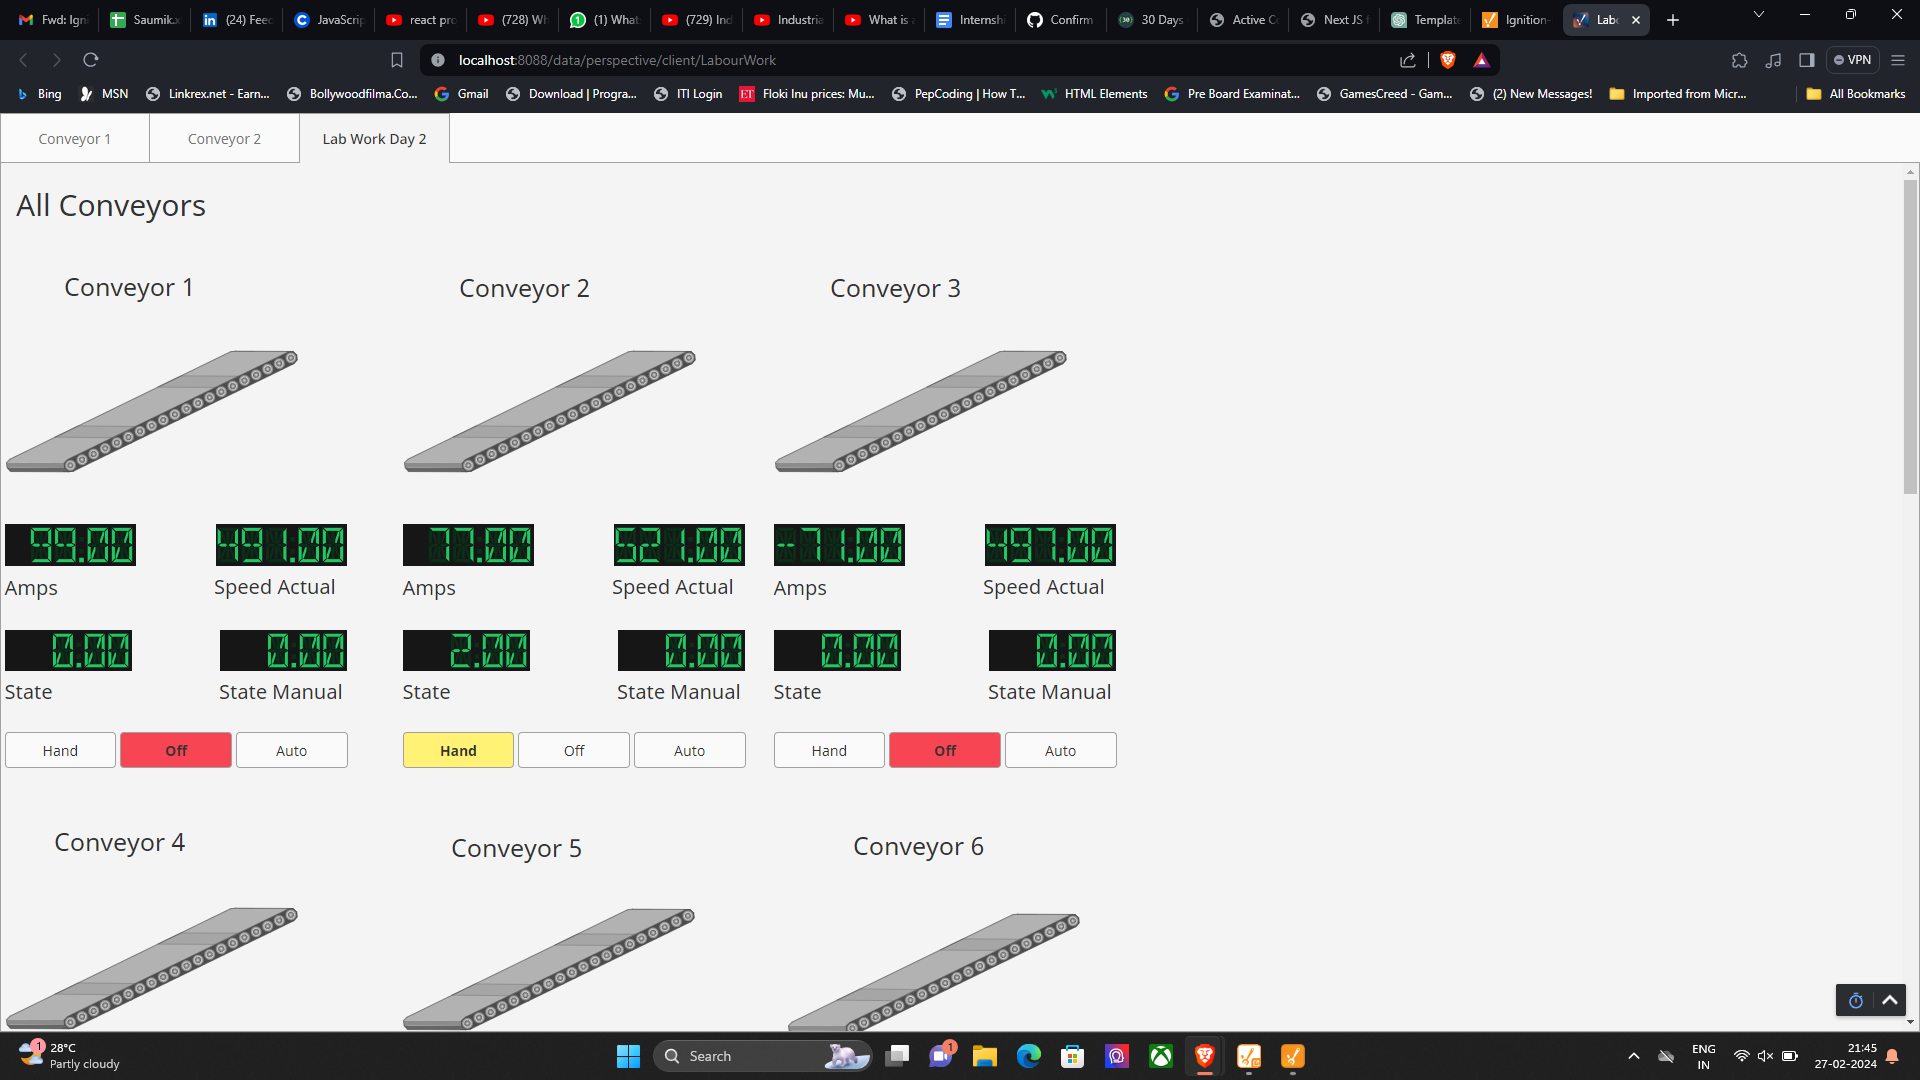 Fwd: Igni
Saumik.x
(24) Feed
JavaScrip
react pro
(728) Wh
(1) What
(729) Ind
Industria
What is a
Internshi
Confirm
30 Days
Active Co
Next JS f
Template
Ignition-
Lab
localhost:8088/data/perspective/client/LabourWork
VPN
Bing
MSN
Linkrex.net - Earn...
Bollywoodfilma.Co...
Gmail
Download | Progra...
ITI Login
ET
Floki Inu prices: Mu...
PepCoding | How T...
HTML Elements
Pre Board Examinat...
GamesCreed - Gam...
(2) New Messages!
Imported from Micr...
All Bookmarks
Conveyor 1
Conveyor 2
Lab Work Day 2
All Conveyors
Conveyor 1
Conveyor 2
Conveyor 3
99.00
491.00
77.00
521.00
-71.00
497.00
Amps
Speed Actual
Amps
Speed Actual
Amps
Speed Actual
0.00
0.00
2.00
0.00
0.00
0.00
State
State Manual
State
State Manual
State
State Manual
Hand
Off
Auto
Hand
Off
Auto
Hand
Off
Auto
Conveyor 4
Conveyor 5
Conveyor 6
1
28°C
Partly cloudy
Search
1
ENG
IN
21:45
27-02-2024